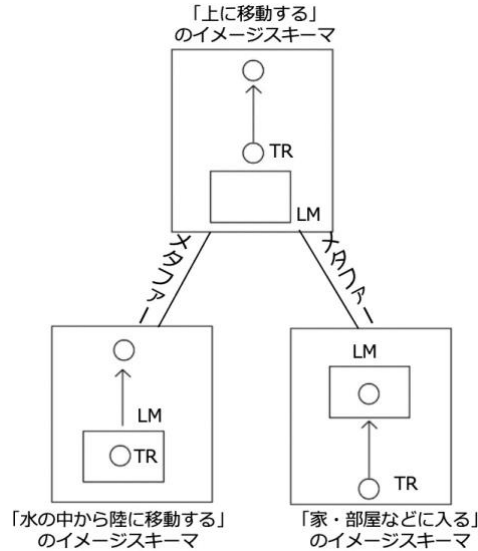 「上に移動する」
のイメージスキーマ
TR
LM
メタファー
メタファー
LM
TR
LM
TR
「水の中から陸に移動する」
のイメージスキーマ
「家・部屋などに入る」
のイメージスキーマ